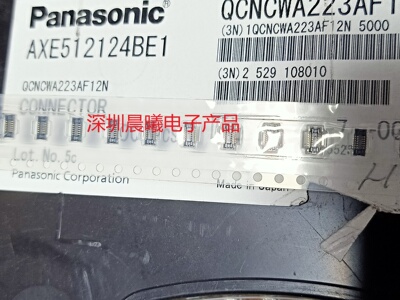 Panasonic
AXE512124BE1
QCNCWA223AF1
(3N)1QCNCWA223AF12N 5000
(3N)2 529 108010
QCNCWA223AF12N
CONNECTOR
深圳晨曦电子产品
Lot.No.5c
Panasonic Corporation
Made in Japan
H